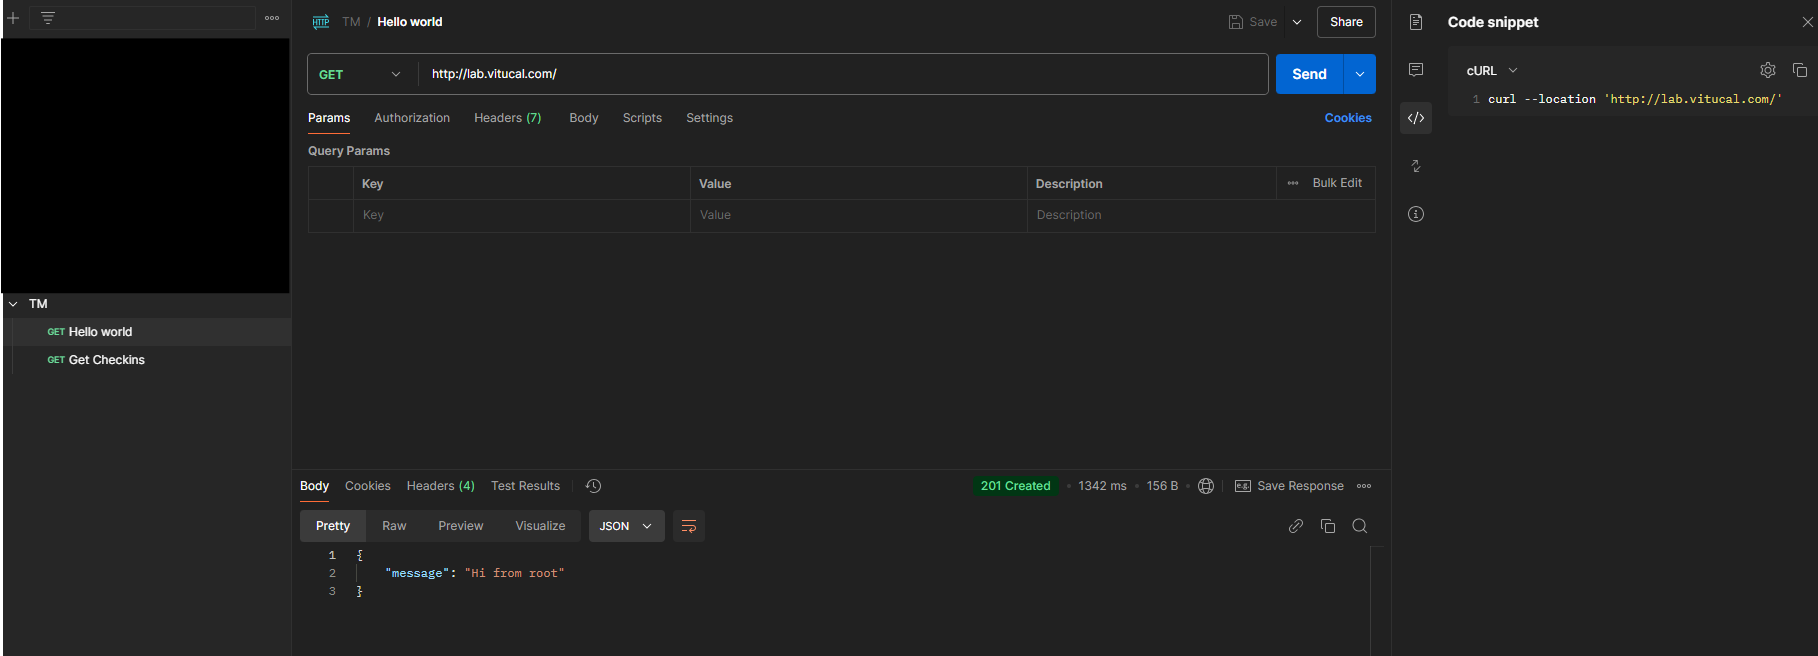 TM / Hello world
Save
Share
GET
http://lab.vitucal.com/
Send
Params
Authorization
Headers (7)
Body
Scripts
Settings
Cookies
Query Params
Key
Value
Description
Bulk Edit
Key
Value
Description
TM
GET Hello world
GET Get Checkins
Body
Cookies
Headers (4)
Test Results
201 Created
1342 ms
156 B
e.g.
Save Response
Pretty
Raw
Preview
Visualize
JSON
1 {
2 "message": "Hi from root"
3 }
Code snippet
cURL
1 curl --location 'http://lab.vitucal.com/'
HTTP